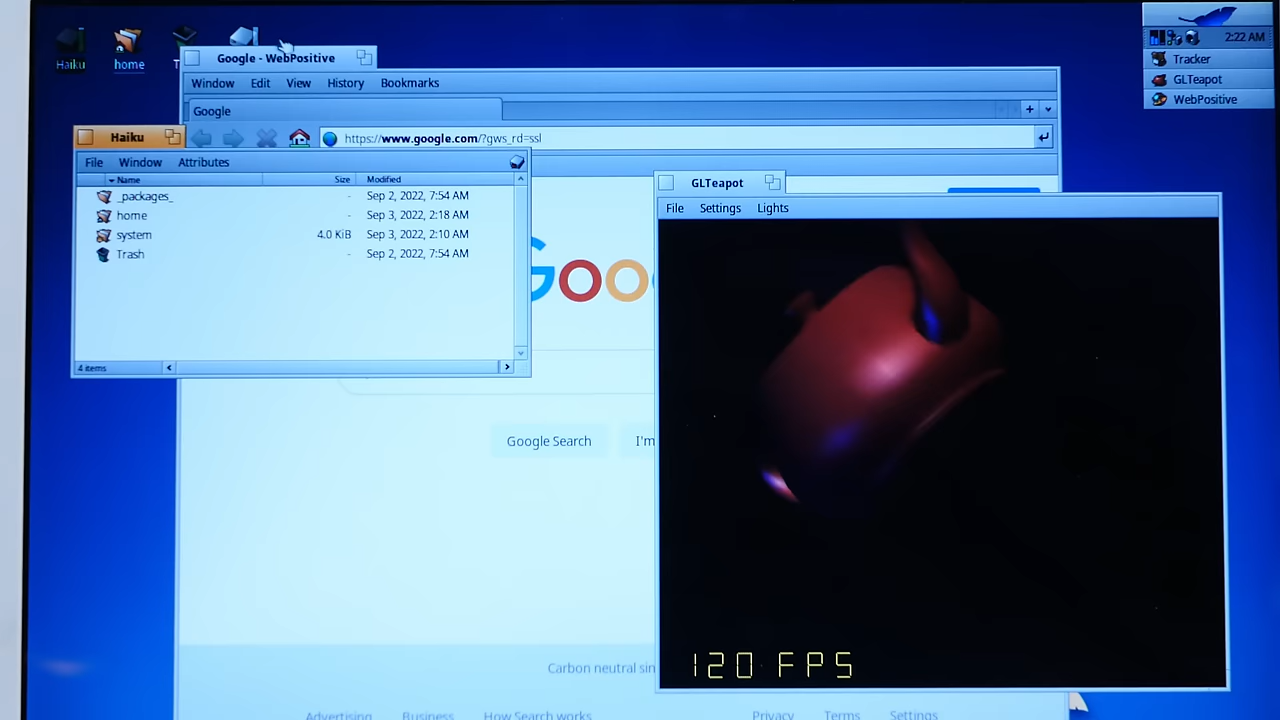 2:22 AM
Tracker
GLTeapot
WebPositive
Haiku
home
Google - WebPositive
Window Edit View History Bookmarks
Google
https://www.google.com/?gws_rd=ssl
Haiku
File Window Attributes
Name Size Modified
_packages_ - Sep 2, 2022, 7:54 AM
home - Sep 3, 2022, 2:18 AM
system 4.0 KiB Sep 3, 2022, 2:10 AM
Trash - Sep 2, 2022, 7:54 AM
4 items
GLTeapot
File Settings Lights
120 FPS
Goo
Google Search I'm
Carbon neutral sin
Advertising Business How Search works Privacy Terms Settings